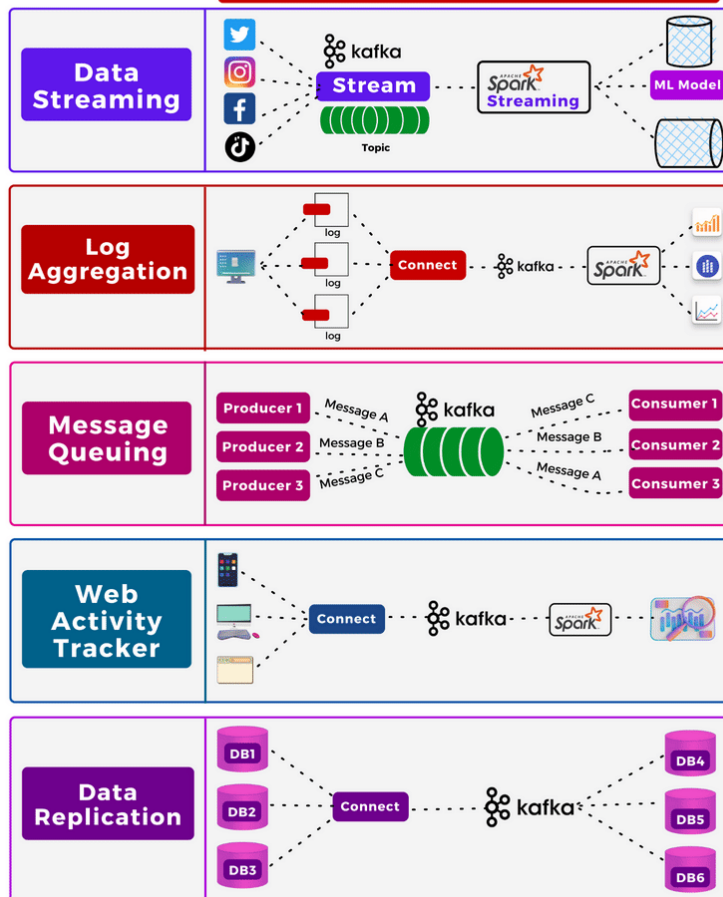 Data
Streaming
kafka
Stream
Topic
APACHE
Spark
Streaming
ML Model
Log
Aggregation
log
log
log
Connect
kafka
APACHE
Spark
Message
Queuing
Producer 1
Producer 2
Producer 3
Message A
Message B
Message C
kafka
Message C
Message B
Message A
Consumer 1
Consumer 2
Consumer 3
Web
Activity
Tracker
Connect
kafka
APACHE
Spark
Data
Replication
DB1
DB2
DB3
Connect
kafka
DB4
DB5
DB6